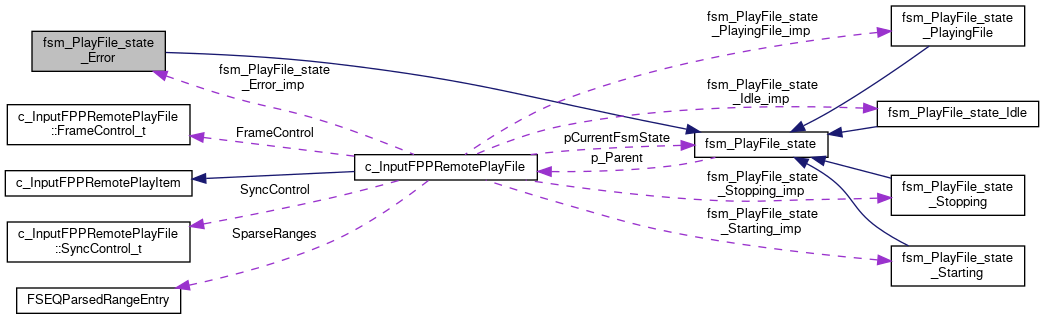 fsm_PlayFile_state
_Error
c_InputFPPRemotePlayFile
::FrameControl_t
c_InputFPPRemotePlayItem
c_InputFPPRemotePlayFile
::SyncControl_t
FSEQParsedRangeEntry
fsm_PlayFile_state
_Error_imp
FrameControl
SyncControl
SparseRanges
c_InputFPPRemotePlayFile
pCurrentFsmState
p_Parent
fsm_PlayFile_state
fsm_PlayFile_state
_PlayingFile_imp
fsm_PlayFile_state
_Idle_imp
fsm_PlayFile_state
_Stopping_imp
fsm_PlayFile_state
_Starting_imp
fsm_PlayFile_state
_PlayingFile
fsm_PlayFile_state_Idle
fsm_PlayFile_state
_Stopping
fsm_PlayFile_state
_Starting